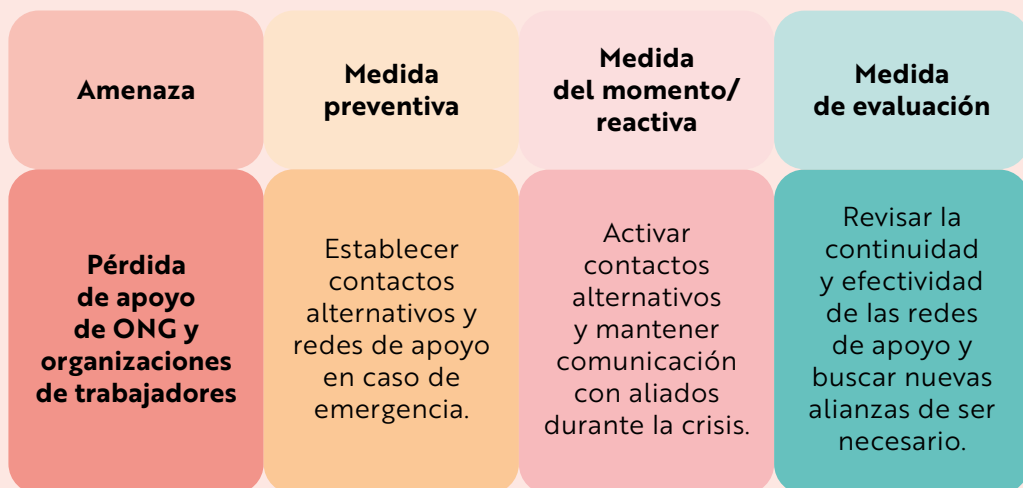 Amenaza
Medida
preventiva
Medida
del momento/
reactiva
Medida
de evaluación
Pérdida
de apoyo
de ONG y
organizaciones
de trabajadores
Establecer
contactos
alternativos y
redes de apoyo
en caso de
emergencia.
Activar
contactos
alternativos
y mantener
comunicación
con aliados
durante la crisis.
Revisar la
continuidad
y efectividad
de las redes
de apoyo y
buscar nuevas
alianzas de ser
necesario.